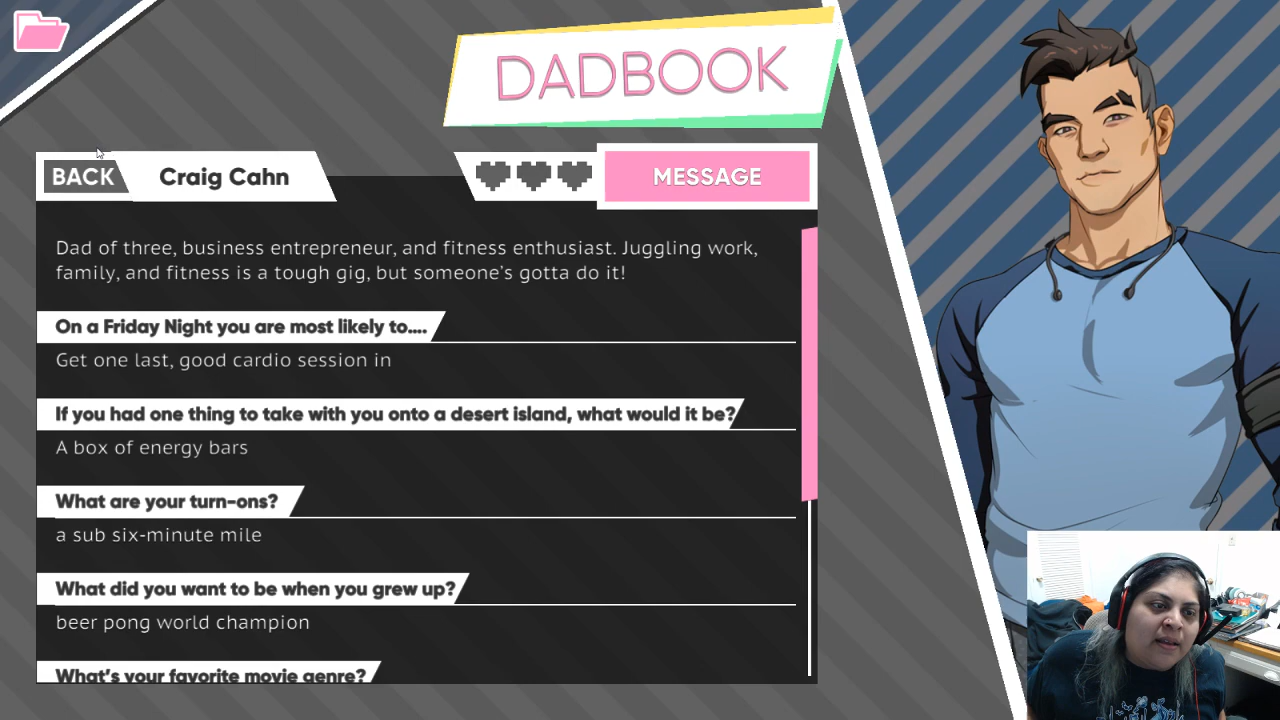 DADBOOK
BACK
Craig Cahn
MESSAGE
Dad of three, business entrepreneur, and fitness enthusiast. Juggling work,
family, and fitness is a tough gig, but someone's gotta do it!
On a Friday Night you are most likely to....
Get one last, good cardio session in
If you had one thing to take with you onto a desert island, what would it be?
A box of energy bars
What are your turn-ons?
a sub six-minute mile
What did you want to be when you grew up?
beer pong world champion
What's your favorite movie genre?